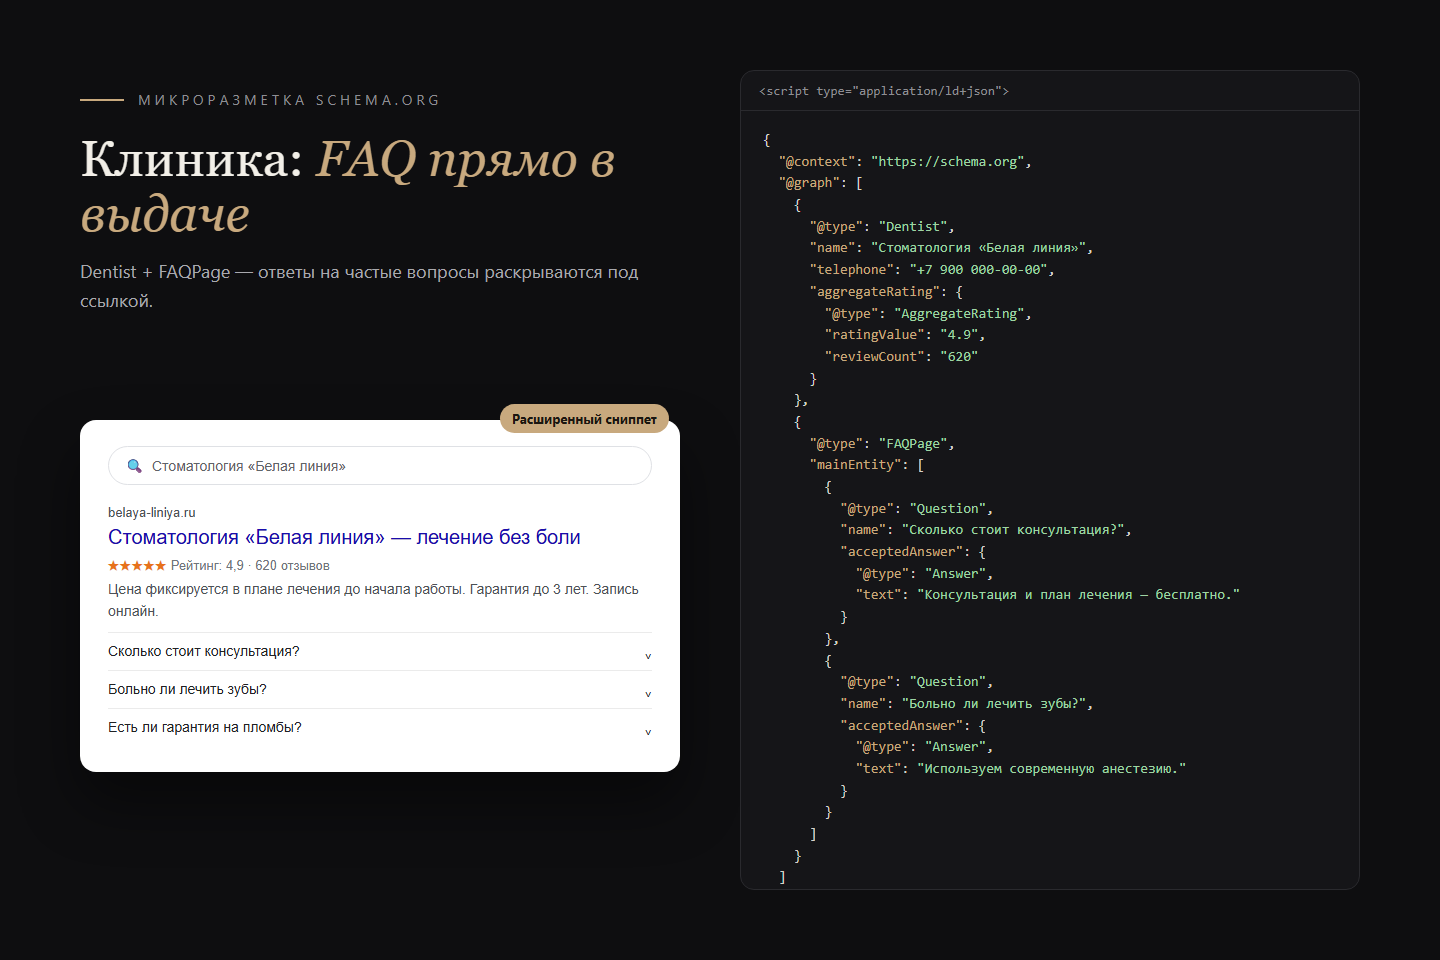 МИКРОРАЗМЕТКА SCHEMA.ORG
Клиника: FAQ прямо в
выдаче
Dentist + FAQPage — ответы на частые вопросы раскрываются под
ссылкой.
Расширенный сниппет
Стоматология «Белая линия»
belaya-liniya.ru
Стоматология «Белая линия» — лечение без боли
★★★★★ Рейтинг: 4,9 · 620 отзывов
Цена фиксируется в плане лечения до начала работы. Гарантия до 3 лет. Запись
онлайн.
Сколько стоит консультация?
Больно ли лечить зубы?
Есть ли гарантия на пломбы?
<script type="application/ld+json">
{
  "@context": "https://schema.org",
  "@graph": [
    {
      "@type": "Dentist",
      "name": "Стоматология «Белая линия»",
      "telephone": "+7 900 000-00-00",
      "aggregateRating": {
        "@type": "AggregateRating",
        "ratingValue": "4.9",
        "reviewCount": "620"
      }
    },
    {
      "@type": "FAQPage",
      "mainEntity": [
        {
          "@type": "Question",
          "name": "Сколько стоит консультация?",
          "acceptedAnswer": {
            "@type": "Answer",
            "text": "Консультация и план лечения — бесплатно."
          }
        },
        {
          "@type": "Question",
          "name": "Больно ли лечить зубы?",
          "acceptedAnswer": {
            "@type": "Answer",
            "text": "Используем современную анестезию."
          }
        }
      ]
    }
  ]